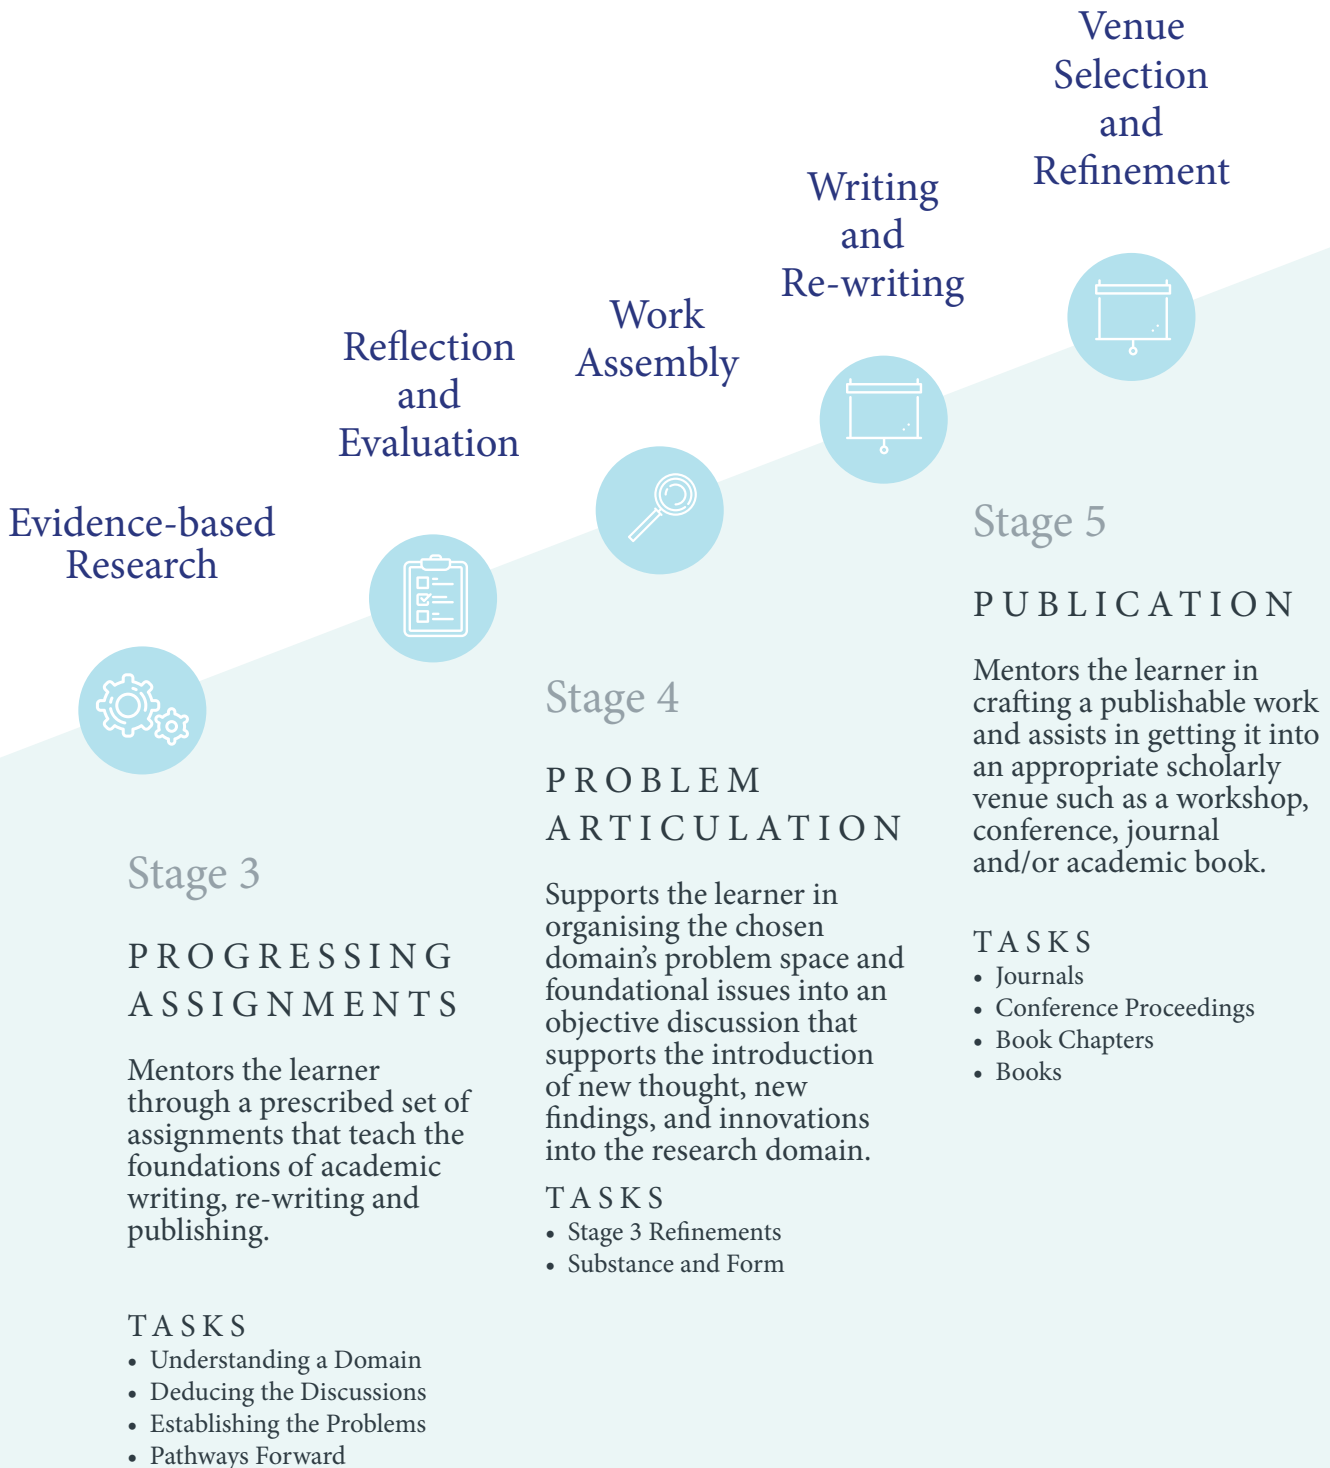 Evidence-based
Research
Reflection
and
Evaluation
Work
Assembly
Writing
and
Re-writing
Venue
Selection
and
Refinement
Stage 3
PROGRESSING
ASSIGNMENTS
Mentors the learner
through a prescribed set of
assignments that teach the
foundations of academic
writing, re-writing and
publishing.
TASKS
• Understanding a Domain
• Deducing the Discussions
• Establishing the Problems
• Pathways Forward
Stage 4
PROBLEM
ARTICULATION
Supports the learner in
organising the chosen
domain’s problem space and
foundational issues into an
objective discussion that
supports the introduction
of new thought, new
findings, and innovations
into the research domain.
TASKS
• Stage 3 Refinements
• Substance and Form
Stage 5
PUBLICATION
Mentors the learner in
crafting a publishable work
and assists in getting it into
an appropriate scholarly
venue such as a workshop,
conference, journal
and/or academic book.
TASKS
• Journals
• Conference Proceedings
• Book Chapters
• Books